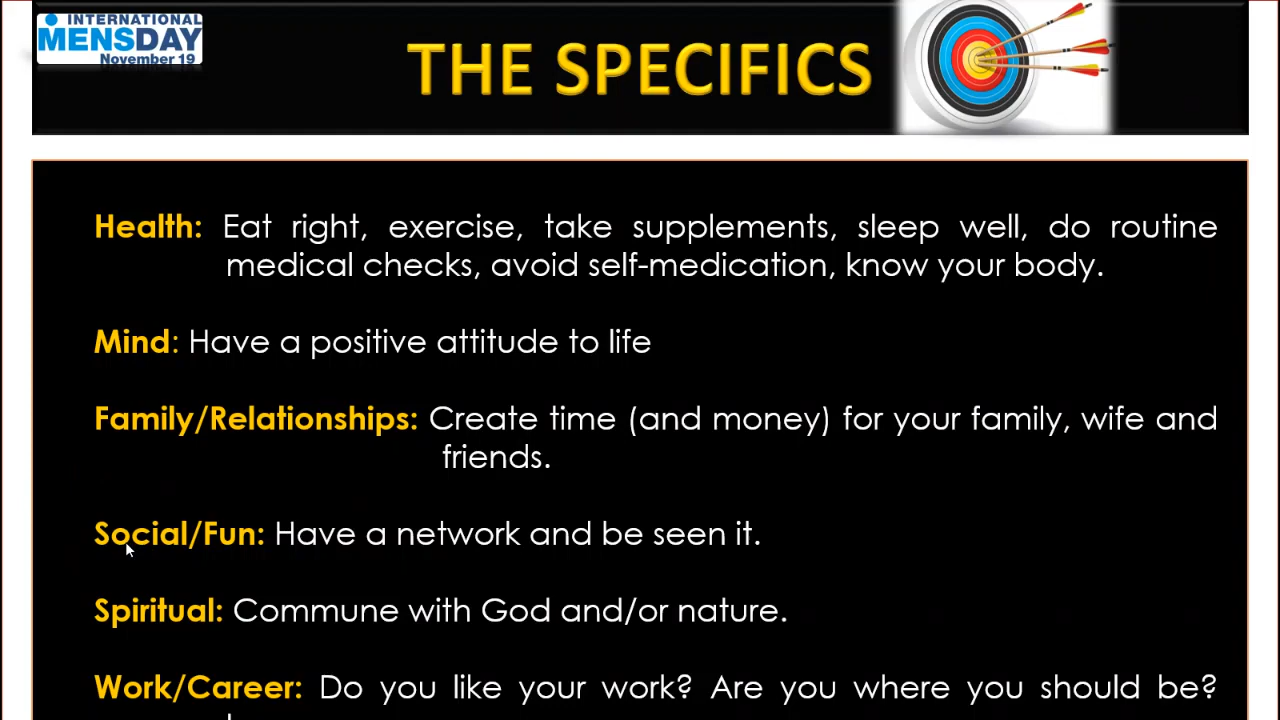 INTERNATIONAL
MENSDAY
November 19
THE SPECIFICS
Health: Eat right, exercise, take supplements, sleep well, do routine
medical checks, avoid self-medication, know your body.
Mind: Have a positive attitude to life
Family/Relationships: Create time (and money) for your family, wife and
friends.
Social/Fun: Have a network and be seen it.
Spiritual: Commune with God and/or nature.
Work/Career: Do you like your work? Are you where you should be?